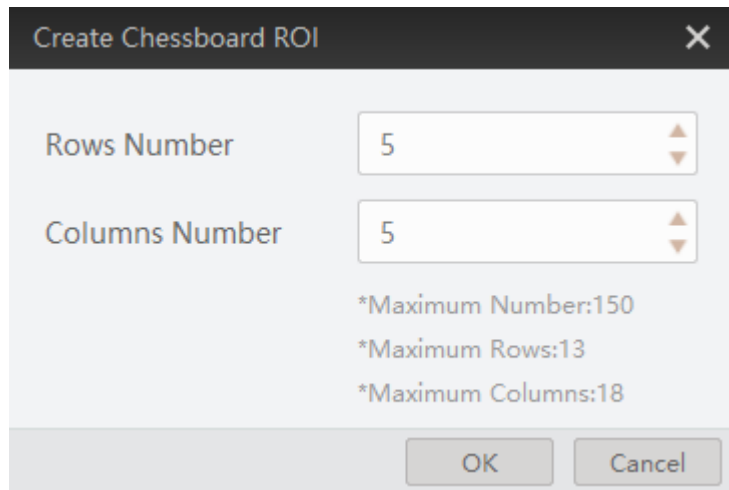 Create Chessboard ROI
Rows Number 5
Columns Number 5
*Maximum Number:150
*Maximum Rows:13
*Maximum Columns:18
OK Cancel